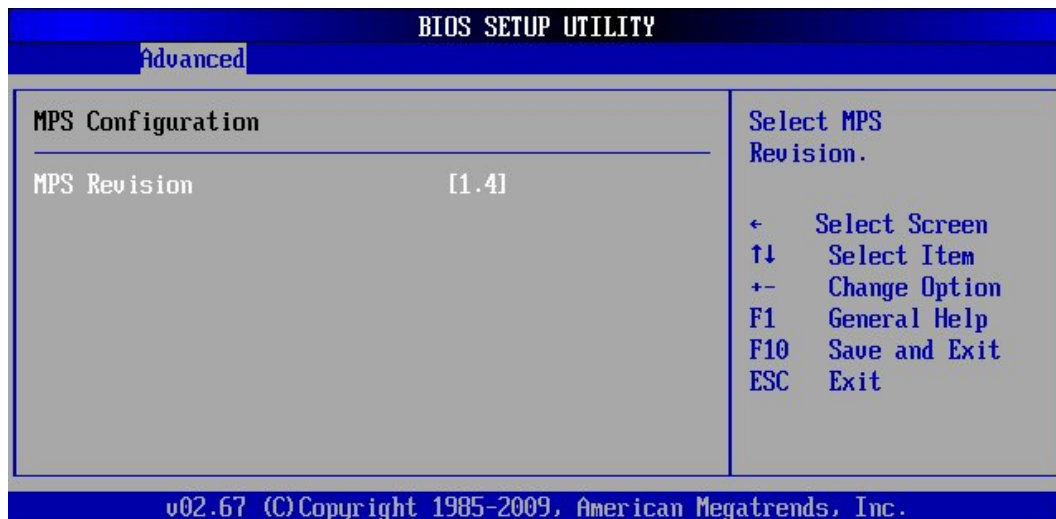 BIOS SETUP UTILITY
Advanced
MPS Configuration
MPS Revision [1.4]
Select MPS
Revision.
← Select Screen
↑↓ Select Item
+- Change Option
F1 General Help
F10 Save and Exit
ESC Exit
v02.67 (C)Copyright 1985-2009, American Megatrends, Inc.